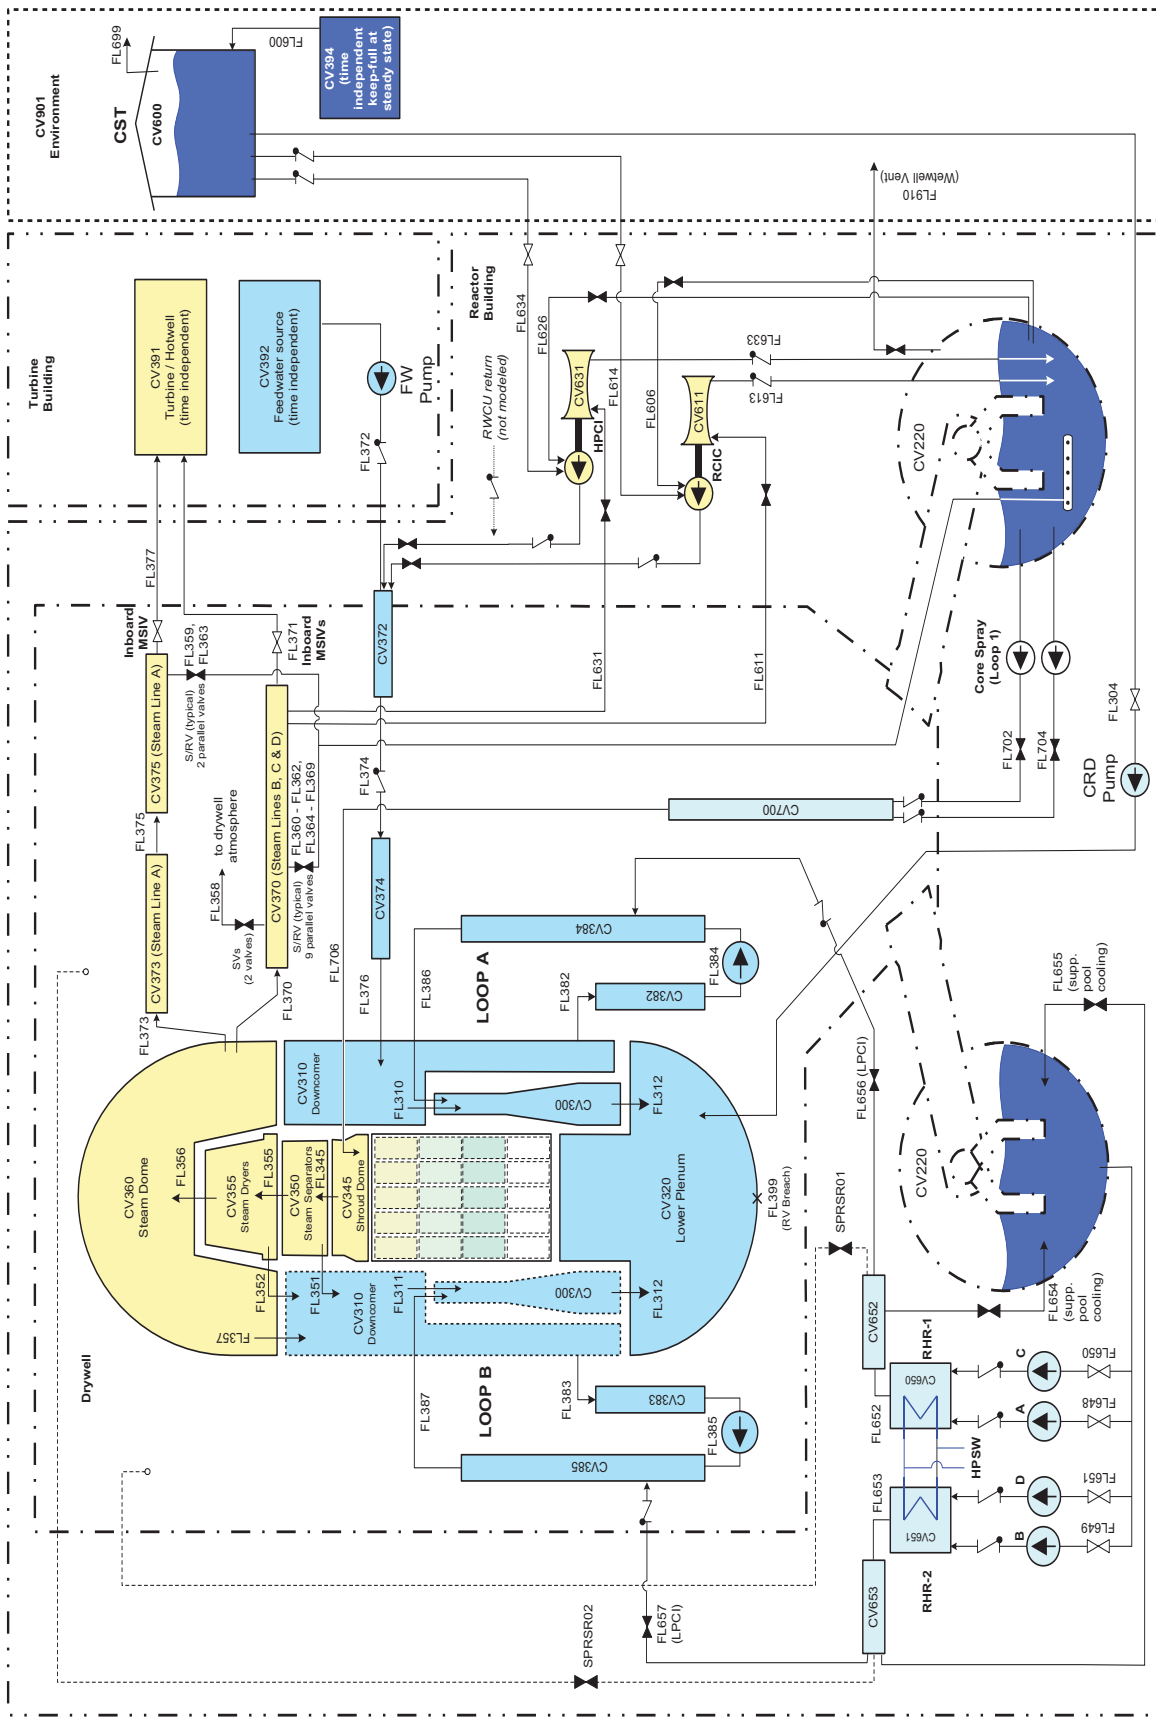 CV901
Environment
FL699
CST
CV600
FL600
CV394
(time
independent
keep-full at
steady state)
Turbine
Building
CV391
Turbine / Hotwell
(time independent)
CV392
Feedwater source
(time independent)
FW
Pump
FL372
FL377
Reactor
Building
RWCU return
(not modeled)
FL634
FL626
CV631
HPCI
FL614
FL606
CV611
RCIC
FL633
FL613
FL910
(Wetwell Vent)
CV220
Inboard
MSIV
FL359,
FL363
S/RV (typical)
2 parallel valves
FL371
Inboard
MSIVs
CV372
FL631
FL611
Core Spray
(Loop 1)
FL702
FL704
FL304
CRD
Pump
CV375 (Steam Line A)
FL375
CV373 (Steam Line A)
FL373
to drywell
atmosphere
FL358
SVs
(2 valves)
CV370 (Steam Lines B, C & D)
FL360 - FL362,
FL364 - FL369
S/RV (typical)
9 parallel valves
FL370
FL706
FL374
CV374
FL376
FL386
LOOP A
CV384
FL382
CV382
FL384
CV700
Drywell
CV360
Steam Dome
FL356
CV355
Steam Dryers
FL355
CV350
Steam Separators
FL345
CV345
Shroud Dome
FL352
FL351
FL357
CV310
Downcomer
FL310
CV300
FL312
CV310
Downcomer
FL311
CV300
FL312
CV320
Lower Plenum
FL399
(RV Breach)
LOOP B
FL387
CV385
FL383
CV383
FL385
FL656 (LPCI)
SPRSR01
CV220
FL655
(supp.
pool
cooling)
FL654
(supp.
pool
cooling)
CV652
RHR-1
CV650
FL652
C
FL650
A
FL648
HPSW
FL653
CV651
D
FL651
B
FL649
RHR-2
CV653
FL657
(LPCI)
SPRSR02